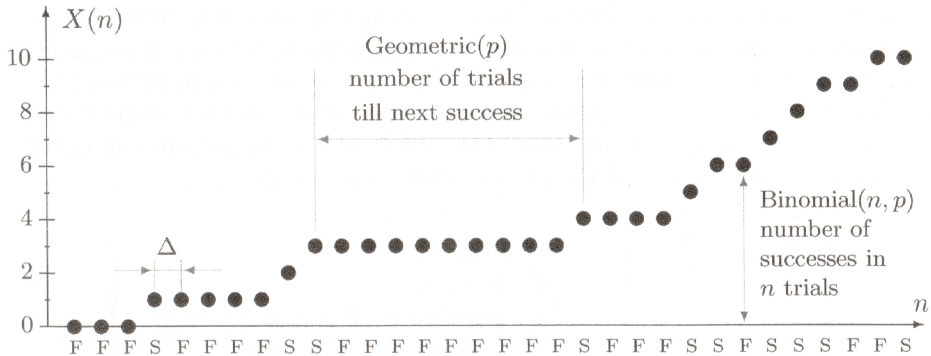 X(n)
10
8
6
4
2
0
Geometric(p)
number of trials
till next success
Δ
Binomial(n, p)
number of
successes in
n trials
n
F F F S F F F F S S F F F F F F F F F S F F F S S F S S S F F S